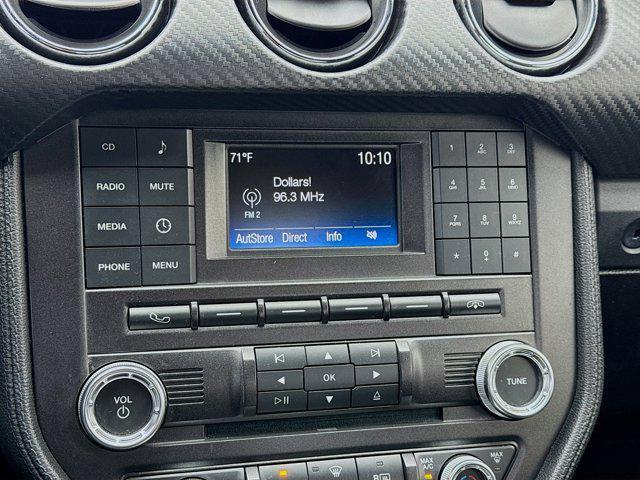 CD
RADIO MUTE
MEDIA
PHONE MENU
71°F 10:10
Dollars!
96.3 MHz
FM 2
AutStore Direct Info
1 2 ABC 3 DEF
4 GHI 5 JKL 6 MNO
7 PQRS 8 TUV 9 WXYZ
* 0 + #
VOL
OK
TUNE
MAX A/C
MAX
R